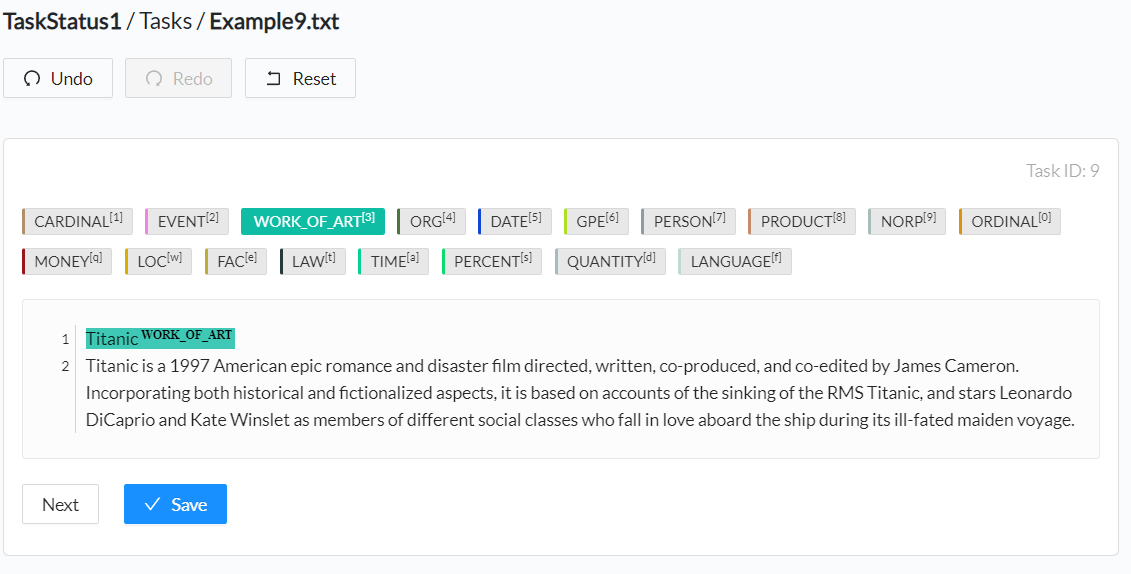 TaskStatus1 / Tasks / Example9.txt
Undo Redo Reset
Task ID: 9
CARDINAL[1] EVENT[2] WORK_OF_ART[3] ORG[4] DATE[5] GPE[6] PERSON[7] PRODUCT[8] NORP[9] ORDINAL[0]
MONEY[q] LOC[w] FAC[e] LAW[t] TIME[a] PERCENT[s] QUANTITY[d] LANGUAGE[f]
1 Titanic WORK_OF_ART
2 Titanic is a 1997 American epic romance and disaster film directed, written, co-produced, and co-edited by James Cameron.
Incorporating both historical and fictionalized aspects, it is based on accounts of the sinking of the RMS Titanic, and stars Leonardo
DiCaprio and Kate Winslet as members of different social classes who fall in love aboard the ship during its ill-fated maiden voyage.
Next Save